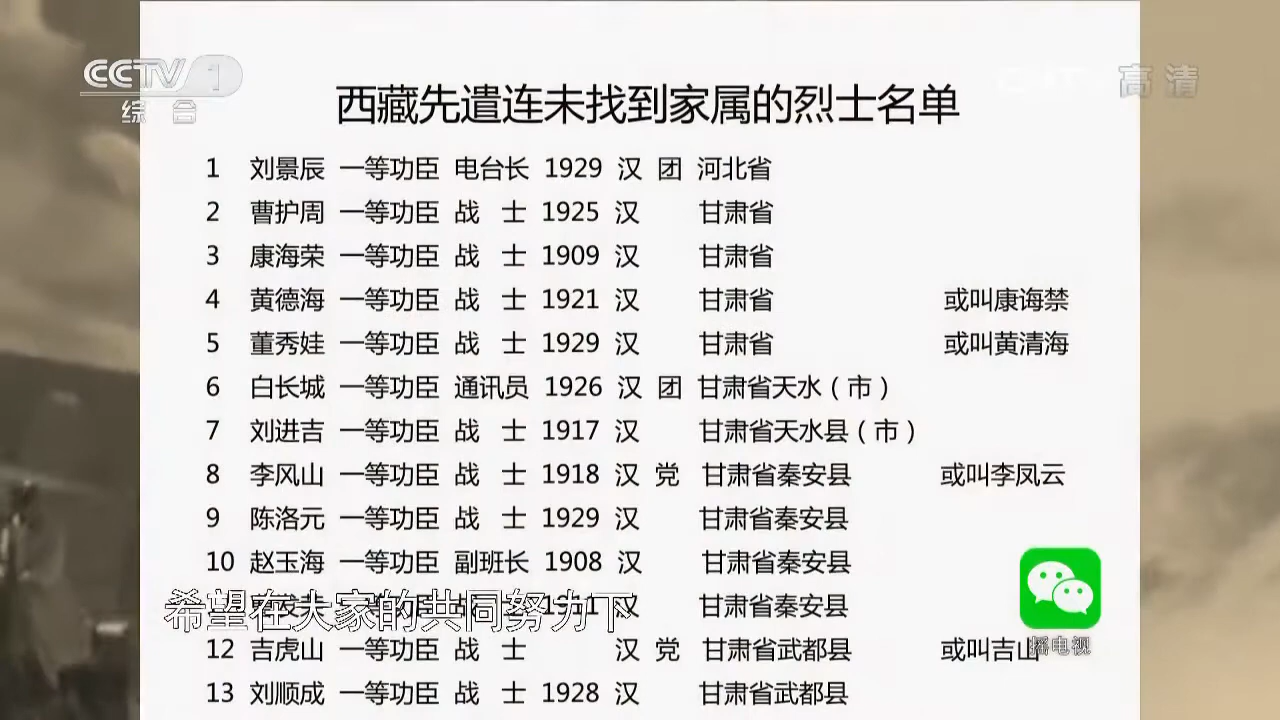 CCTV 1
综合
高清
西藏先遣连未找到家属的烈士名单
1 刘景辰 一等功臣 电台长 1929 汉 团 河北省
2 曹护周 一等功臣 战 士 1925 汉 甘肃省
3 康海荣 一等功臣 战 士 1909 汉 甘肃省
4 黄德海 一等功臣 战 士 1921 汉 甘肃省 或叫康诲禁
5 董秀娃 一等功臣 战 士 1929 汉 甘肃省 或叫黄清海
6 白长城 一等功臣 通讯员 1926 汉 团 甘肃省天水（市）
7 刘进吉 一等功臣 战 士 1917 汉 甘肃省天水县（市）
8 李风山 一等功臣 战 士 1918 汉 党 甘肃省秦安县 或叫李凤云
9 陈洛元 一等功臣 战 士 1929 汉 甘肃省秦安县
10 赵玉海 一等功臣 副班长 1908 汉 甘肃省秦安县
汉 甘肃省秦安县
希望在大家的共同努力下
12 吉虎山 一等功臣 战 士 汉 党 甘肃省武都县 或叫吉山
播电视
13 刘顺成 一等功臣 战 士 1928 汉 甘肃省武都县